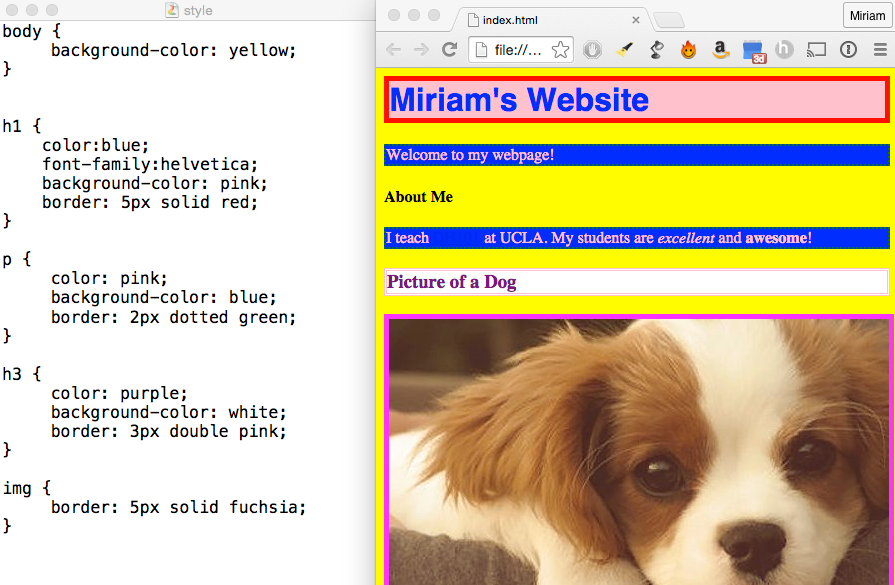 style
body {
background-color: yellow;
}
h1 {
color:blue;
font-family:helvetica;
background-color: pink;
border: 5px solid red;
}
p {
color: pink;
background-color: blue;
border: 2px dotted green;
}
h3 {
color: purple;
background-color: white;
border: 3px double pink;
}
img {
border: 5px solid fuchsia;
}
index.html
Miriam
file://...
a
3d
h
Miriam's Website
Welcome to my webpage!
About Me
I teach at UCLA. My students are excellent and awesome!
Picture of a Dog